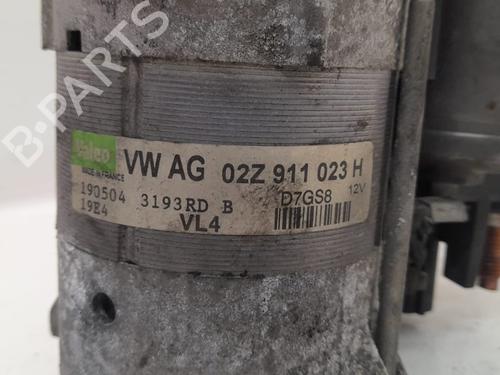 B-PARTS
Valeo
MADE IN FRANCE
VW AG 02Z 911 023 H
190504 3193RD B D7GS8 12V
19E4 VL4